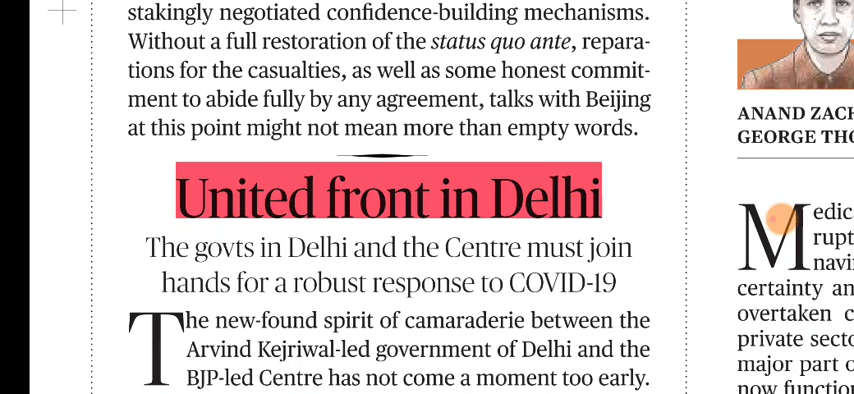 stakingly negotiated confidence-building mechanisms.
Without a full restoration of the status quo ante, repara-
tions for the casualties, as well as some honest commit-
ment to abide fully by any agreement, talks with Beijing
at this point might not mean more than empty words.
United front in Delhi
The govts in Delhi and the Centre must join
hands for a robust response to COVID-19
The new-found spirit of camaraderie between the
Arvind Kejriwal-led government of Delhi and the
BJP-led Centre has not come a moment too early.
ANAND ZACH
GEORGE THO
Medic
rupt
navi
certainty an
overtaken c
private secto
major part o
now function